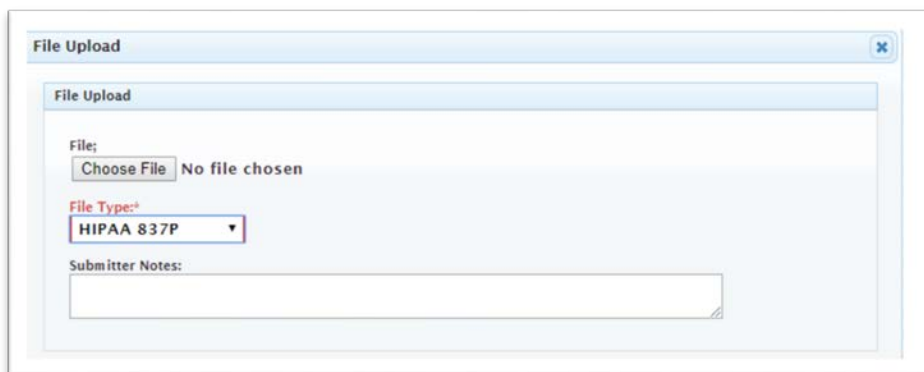 File Upload
File Upload
File;
Choose File No file chosen
File Type:*
HIPAA 837P
Submitter Notes: